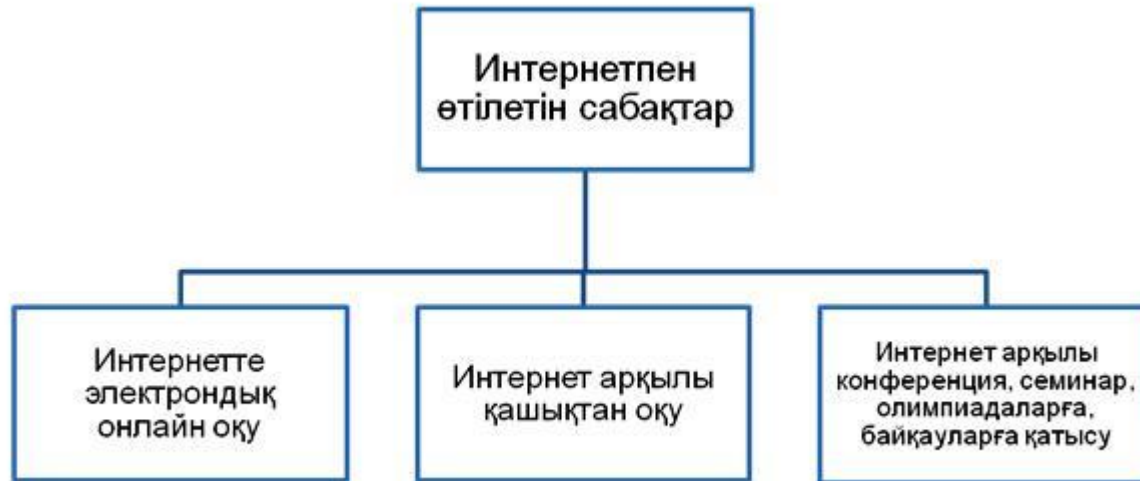 Интернетпен
өтілетін сабақтар
Интернетте
электрондық
онлайн оқу
Интернет арқылы
қашықтан оқу
Интернет арқылы
конференция, семинар,
олимпиадаларға,
байқауларға қатысу